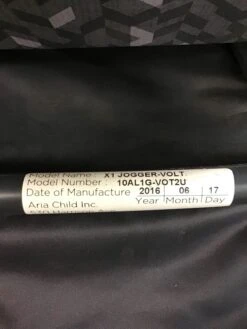 Model Name : X1 JOGGER-VOLT
Model Number : 10AL1G-VOT2U
Date of Manufacture 2016 06 17
Aria Child Inc. Year Month Day